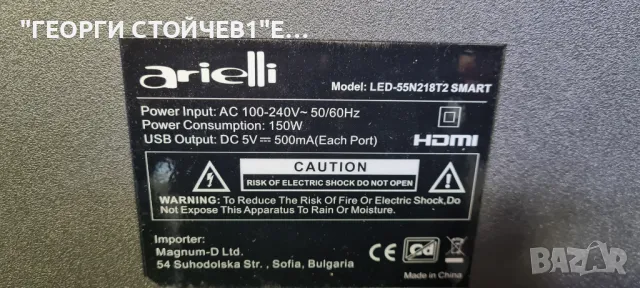 "ГЕОРГИ СТОЙЧЕВ1"Е...
arielli
Model: LED-55N218T2 SMART
Power Input: AC 100-240V~ 50/60Hz
Power Consumption: 150W
USB Output: DC 5V⎓ 500mA(Each Port)
HDMI
CAUTION
RISK OF ELECTRIC SHOCK DO NOT OPEN
WARNING: To Reduce The Risk Of Fire or Electric Shock,Do
Not Expose This Apparatus To Rain Or Moisture.
Importer:
Magnum-D Ltd.
54 Suhodolska Str. , Sofia, Bulgaria
CE
Made in China
BAZAR